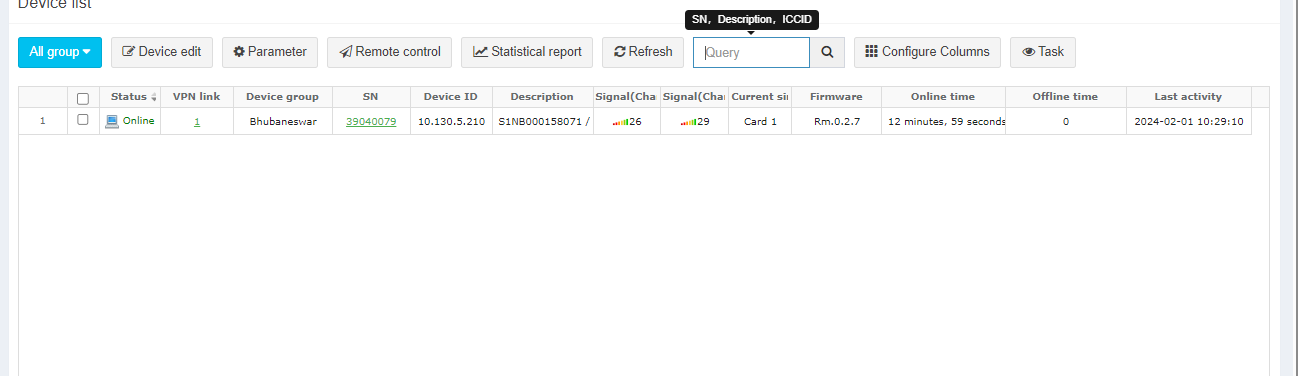 Device list
SN, Description, ICCID
All group Device edit Parameter Remote control Statistical report Refresh Query Configure Columns Task
Status VPN link Device group SN Device ID Description Signal(Cha Signal(Cha Current si Firmware Online time Offline time Last activity
1 Online 1 Bhubaneswar 39040079 10.130.5.210 S1NB000158071 / 26 29 Card 1 Rm.0.2.7 12 minutes, 59 seconds 0 2024-02-01 10:29:10